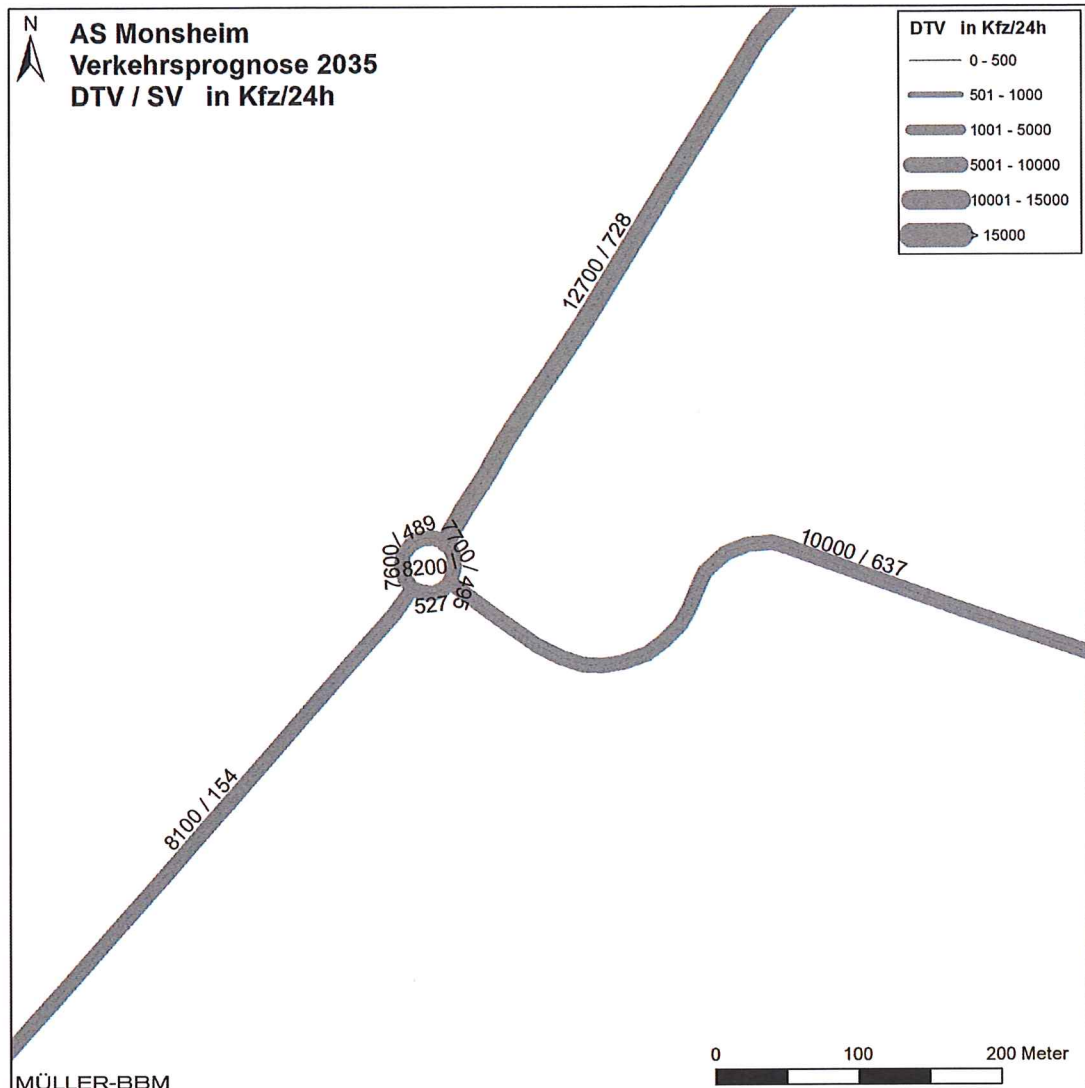 N
AS Monsheim
Verkehrsprognose 2035
DTV / SV in Kfz/24h
DTV in Kfz/24h
0 - 500
501 - 1000
1001 - 5000
5001 - 10000
10001 - 15000
> 15000
12700 / 728
7600 / 489
7700 / 495
8200 /
527
10000 / 637
8100 / 154
0 100 200 Meter
MÜLLER-BBM